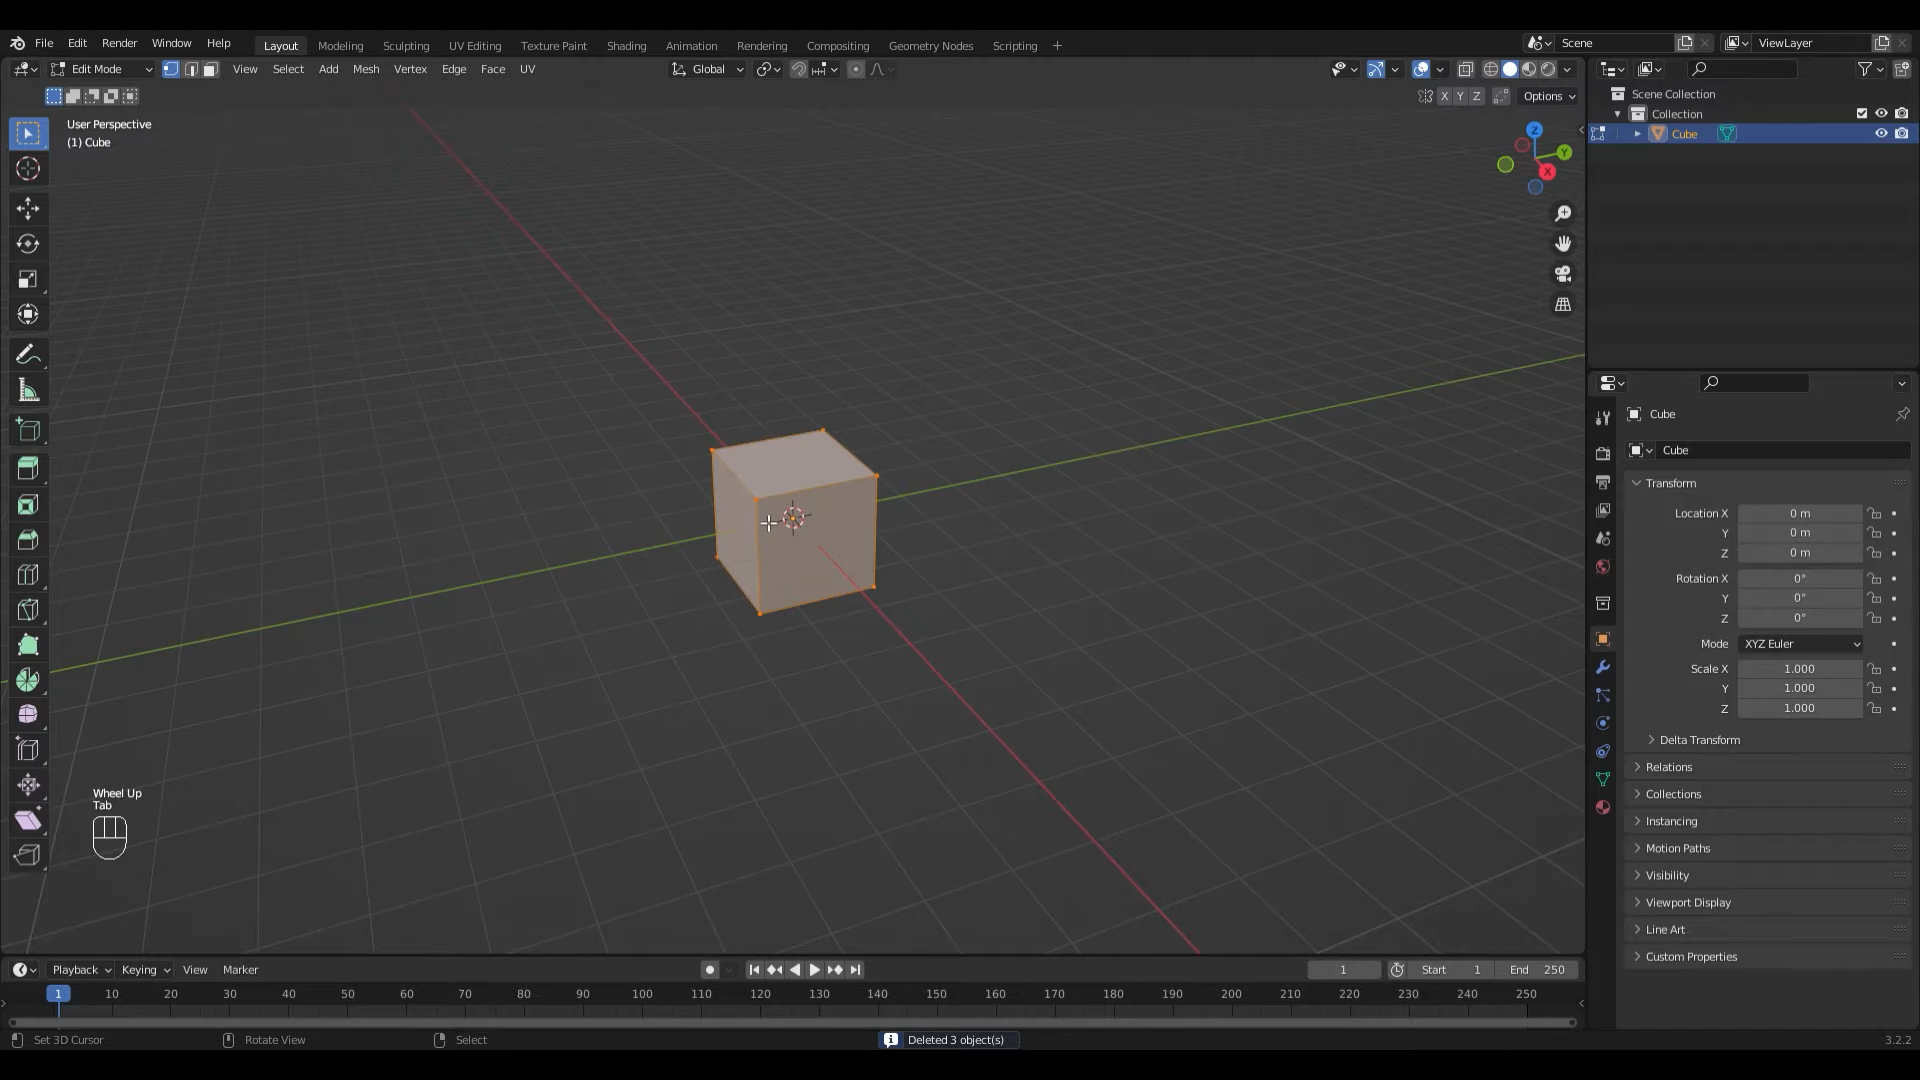 File Edit Render Window Help Layout Modeling Sculpting UV Editing Texture Paint Shading Animation Rendering Compositing Geometry Nodes Scripting + Scene ViewLayer
Edit Mode View Select Add Mesh Vertex Edge Face UV Global
X Y Z Options
User Perspective
(1) Cube
Z
Y
X
Scene Collection
Collection
Cube
Cube
Cube
Transform
Location X 0 m
Y 0 m
Z 0 m
Rotation X 0°
Y 0°
Z 0°
Mode XYZ Euler
Scale X 1.000
Y 1.000
Z 1.000
Delta Transform
Relations
Collections
Instancing
Motion Paths
Visibility
Viewport Display
Line Art
Custom Properties
Wheel Up
Tab
Playback Keying View Marker 1 Start 1 End 250
1 10 20 30 40 50 60 70 80 90 100 110 120 130 140 150 160 170 180 190 200 210 220 230 240 250
Set 3D Cursor Rotate View Select Deleted 3 object(s) 3.2.2